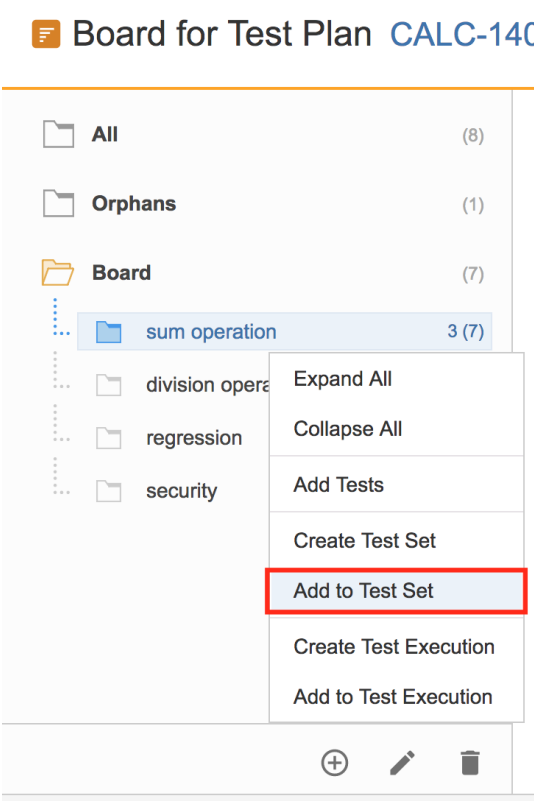 Board for Test Plan CALC-140
All (8)
Orphans (1)
Board (7)
sum operation 3 (7)
division opera
regression
security
Expand All
Collapse All
Add Tests
Create Test Set
Add to Test Set
Create Test Execution
Add to Test Execution